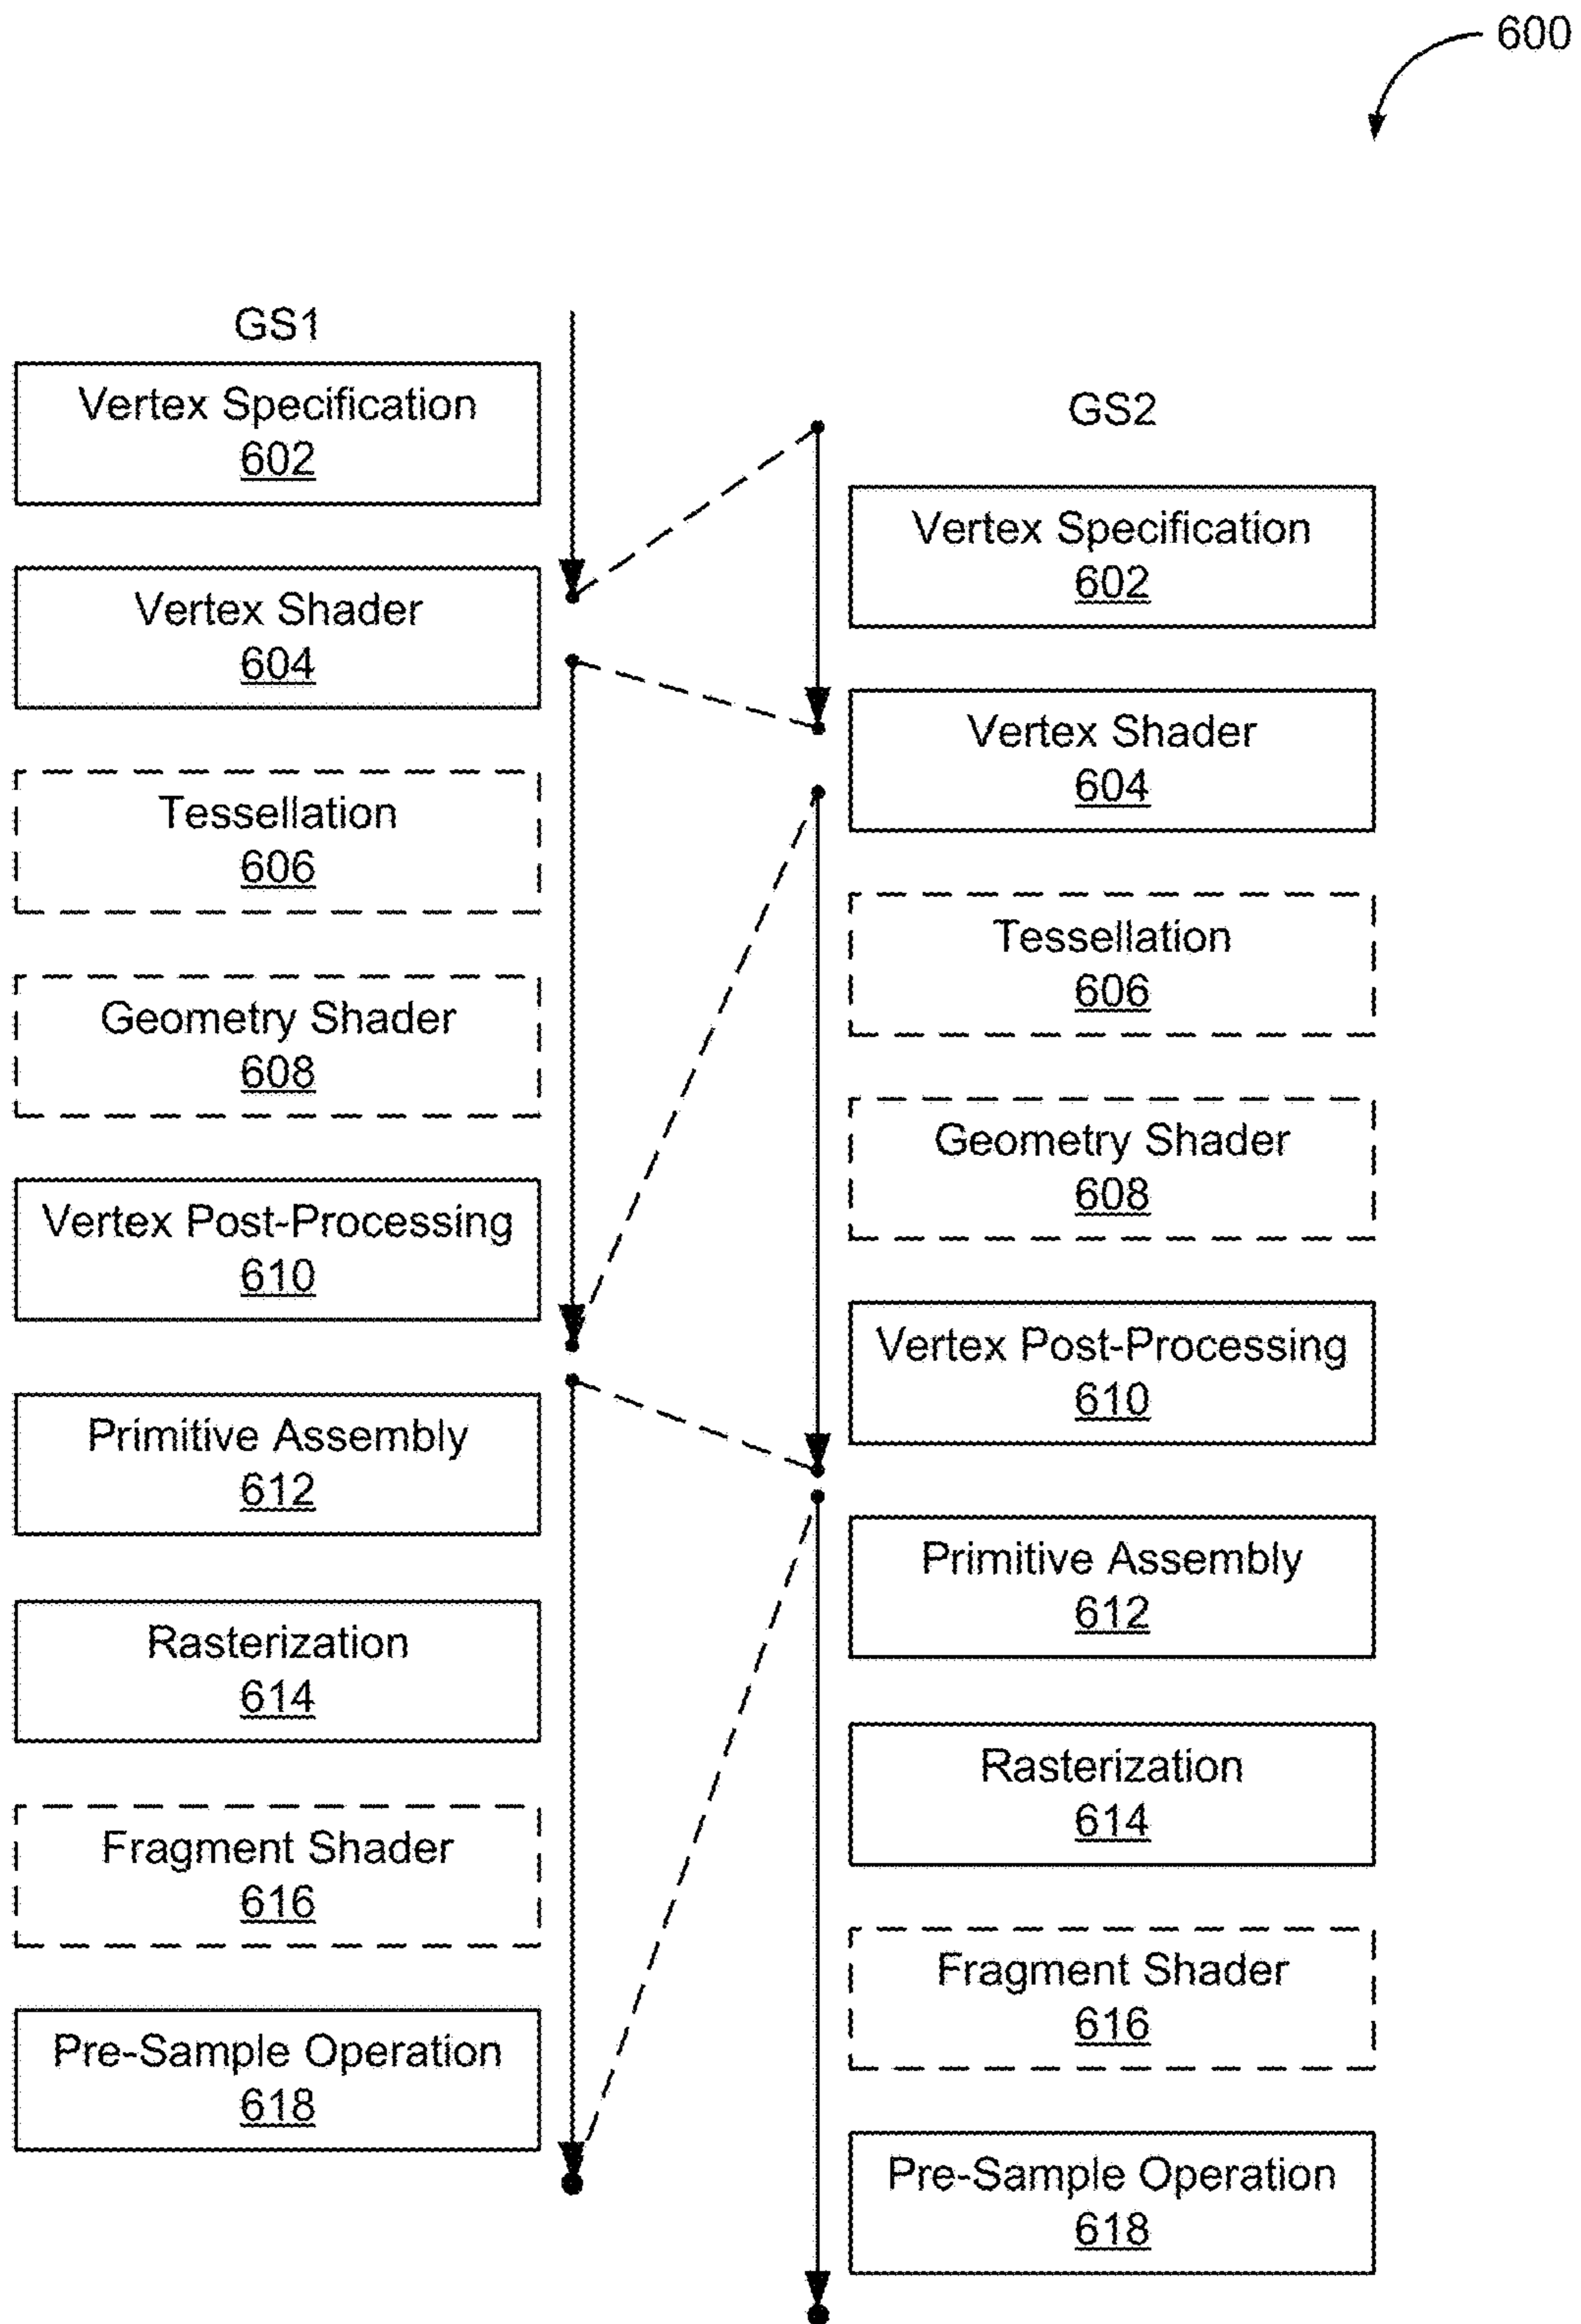 600
GS1
Vertex Specification
602
Vertex Shader
604
Tessellation
606
Geometry Shader
608
Vertex Post-Processing
610
Primitive Assembly
612
Rasterization
614
Fragment Shader
616
Pre-Sample Operation
618
GS2
Vertex Specification
602
Vertex Shader
604
Tessellation
606
Geometry Shader
608
Vertex Post-Processing
610
Primitive Assembly
612
Rasterization
614
Fragment Shader
616
Pre-Sample Operation
618